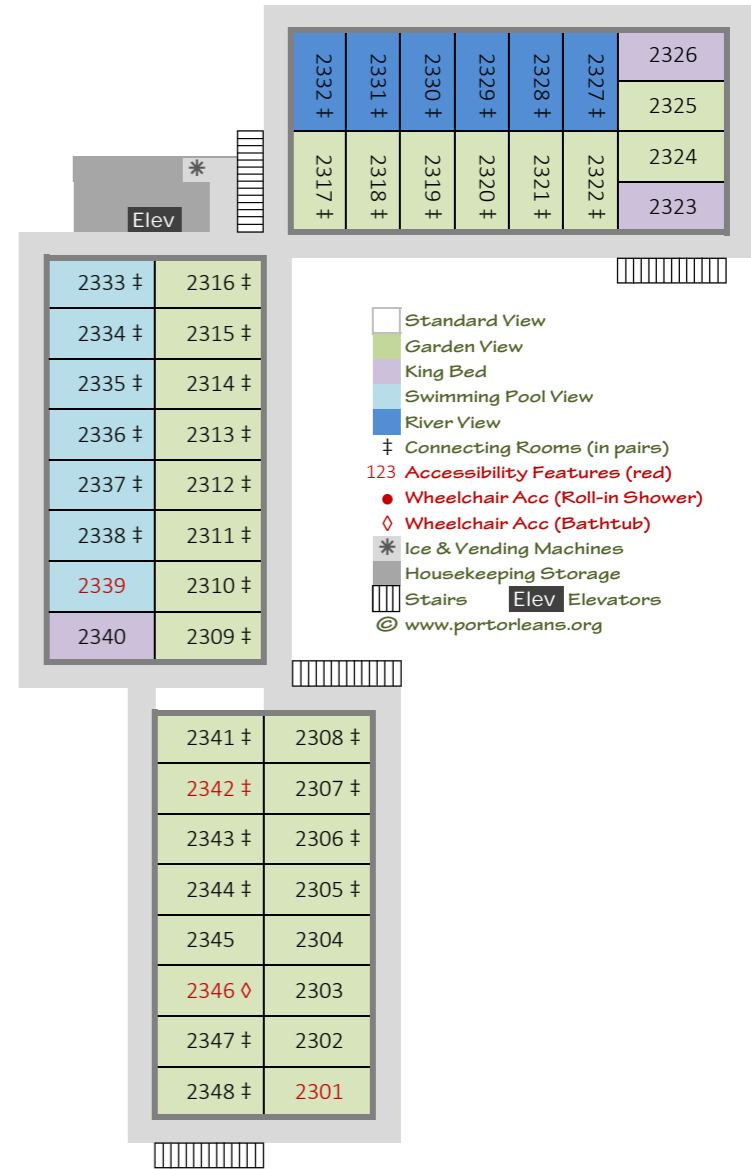 2332 ‡ 2331 ‡ 2330 ‡ 2329 ‡ 2328 ‡ 2327 ‡ 2326
2325
2317 ‡ 2318 ‡ 2319 ‡ 2320 ‡ 2321 ‡ 2322 ‡ 2324
2323
Elev
2333 ‡ 2316 ‡
2334 ‡ 2315 ‡
2335 ‡ 2314 ‡
2336 ‡ 2313 ‡
2337 ‡ 2312 ‡
2338 ‡ 2311 ‡
2339 2310 ‡
2340 2309 ‡
Standard View
Garden View
King Bed
Swimming Pool View
River View
‡ Connecting Rooms (in pairs)
123 Accessibility Features (red)
● Wheelchair Acc (Roll-in Shower)
◊ Wheelchair Acc (Bathtub)
Ice & Vending Machines
Housekeeping Storage
Stairs Elev Elevators
© www.portorleans.org
2341 ‡ 2308 ‡
2342 ‡ 2307 ‡
2343 ‡ 2306 ‡
2344 ‡ 2305 ‡
2345 2304
2346 ◊ 2303
2347 ‡ 2302
2348 ‡ 2301